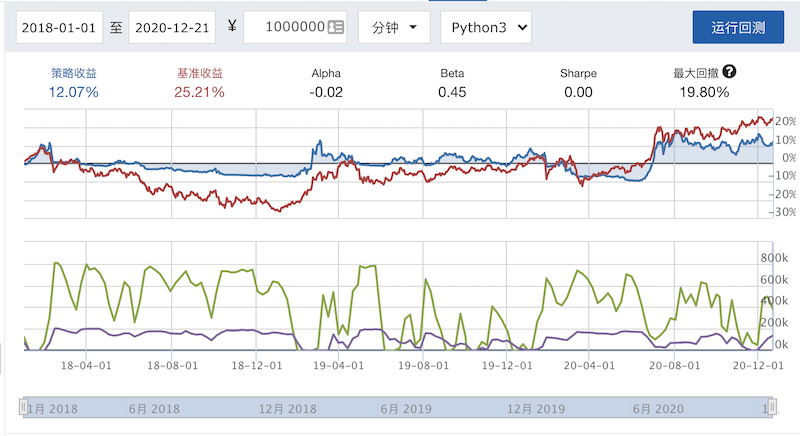 2018-01-01 至 2020-12-21 ¥ 1000000 分钟 Python3 运行回测
策略收益 基准收益 Alpha Beta Sharpe 最大回撤 ?
12.07% 25.21% -0.02 0.45 0.00 19.80%
20%
10%
0%
-10%
-20%
-30%
800k
600k
400k
200k
0k
18-04-01 18-08-01 18-12-01 19-04-01 19-08-01 19-12-01 20-04-01 20-08-01 20-12-01
1月 2018 6月 2018 12月 2018 6月 2019 12月 2019 6月 2020